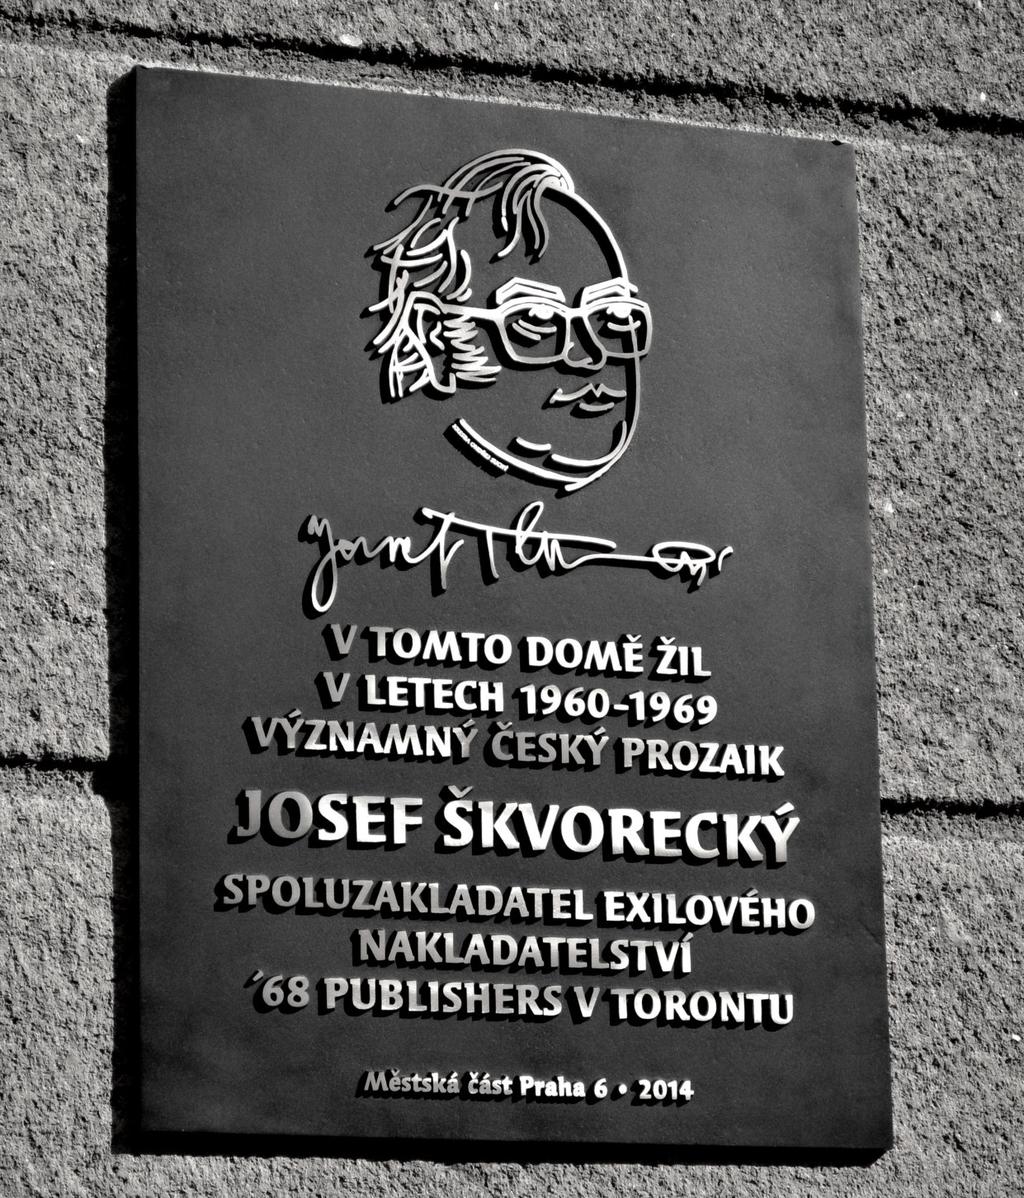 V TOMTO DOMĚ ŽIL
V LETECH 1960-1969
VÝZNAMNÝ ČESKÝ PROZAIK
JOSEF ŠKVORECKÝ
SPOLUZAKLADATEL EXILOVÉHO
NAKLADATELSTVÍ
´68 PUBLISHERS V TORONTU
Městská část Praha 6 • 2014